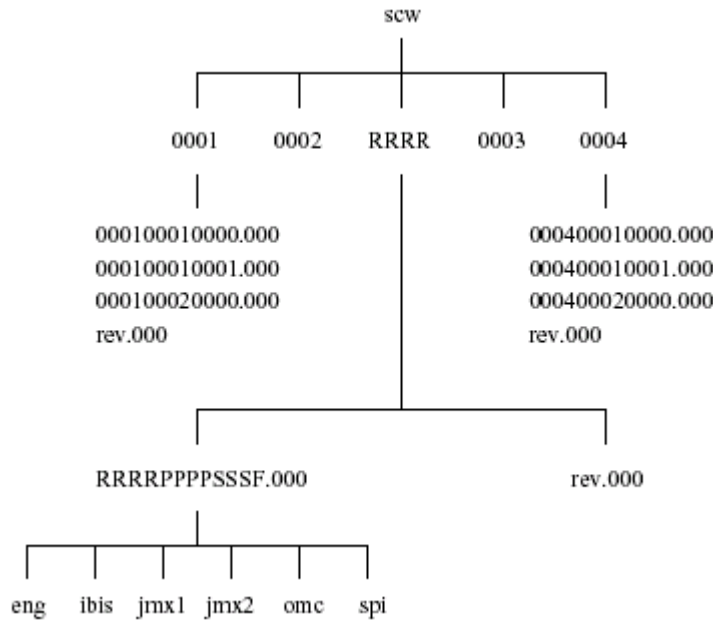 scw
0001 0002 RRRR 0003 0004
000100010000.000 000400010000.000
000100010001.000 000400010001.000
000100020000.000 000400020000.000
rev.000 rev.000
RRRRPPPPSSSF.000 rev.000
eng ibis jmx1 jmx2 omc spi